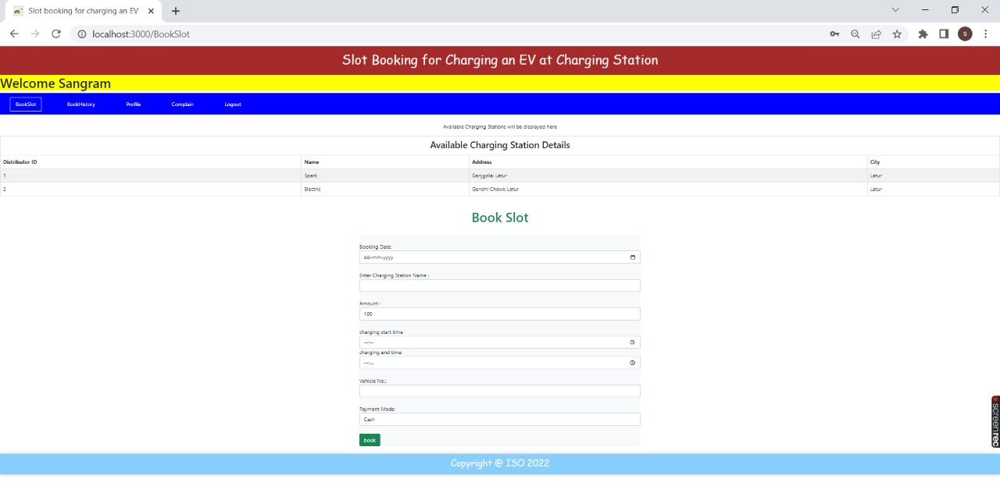 Slot booking for charging an EV
localhost:3000/BookSlot
S
Slot Booking for Charging an EV at Charging Station
Welcome Sangram
BookSlot BookHistory Profile Complain Logout
Available Charging Stations will be displayed here
Available Charging Station Details
Distributor ID Name Address City
1 Spark Ganjgolai Latur Latur
2 Electric Gandhi Chowk Latur Latur
Book Slot
Booking Date:
dd-mm-yyyy
Enter Charging Station Name :
Amount :
100
charging start time
--:--
charging end time
--:--
Vehicle No.:
Payment Mode:
Cash
book
screenrec
Copyright @ ISO 2022